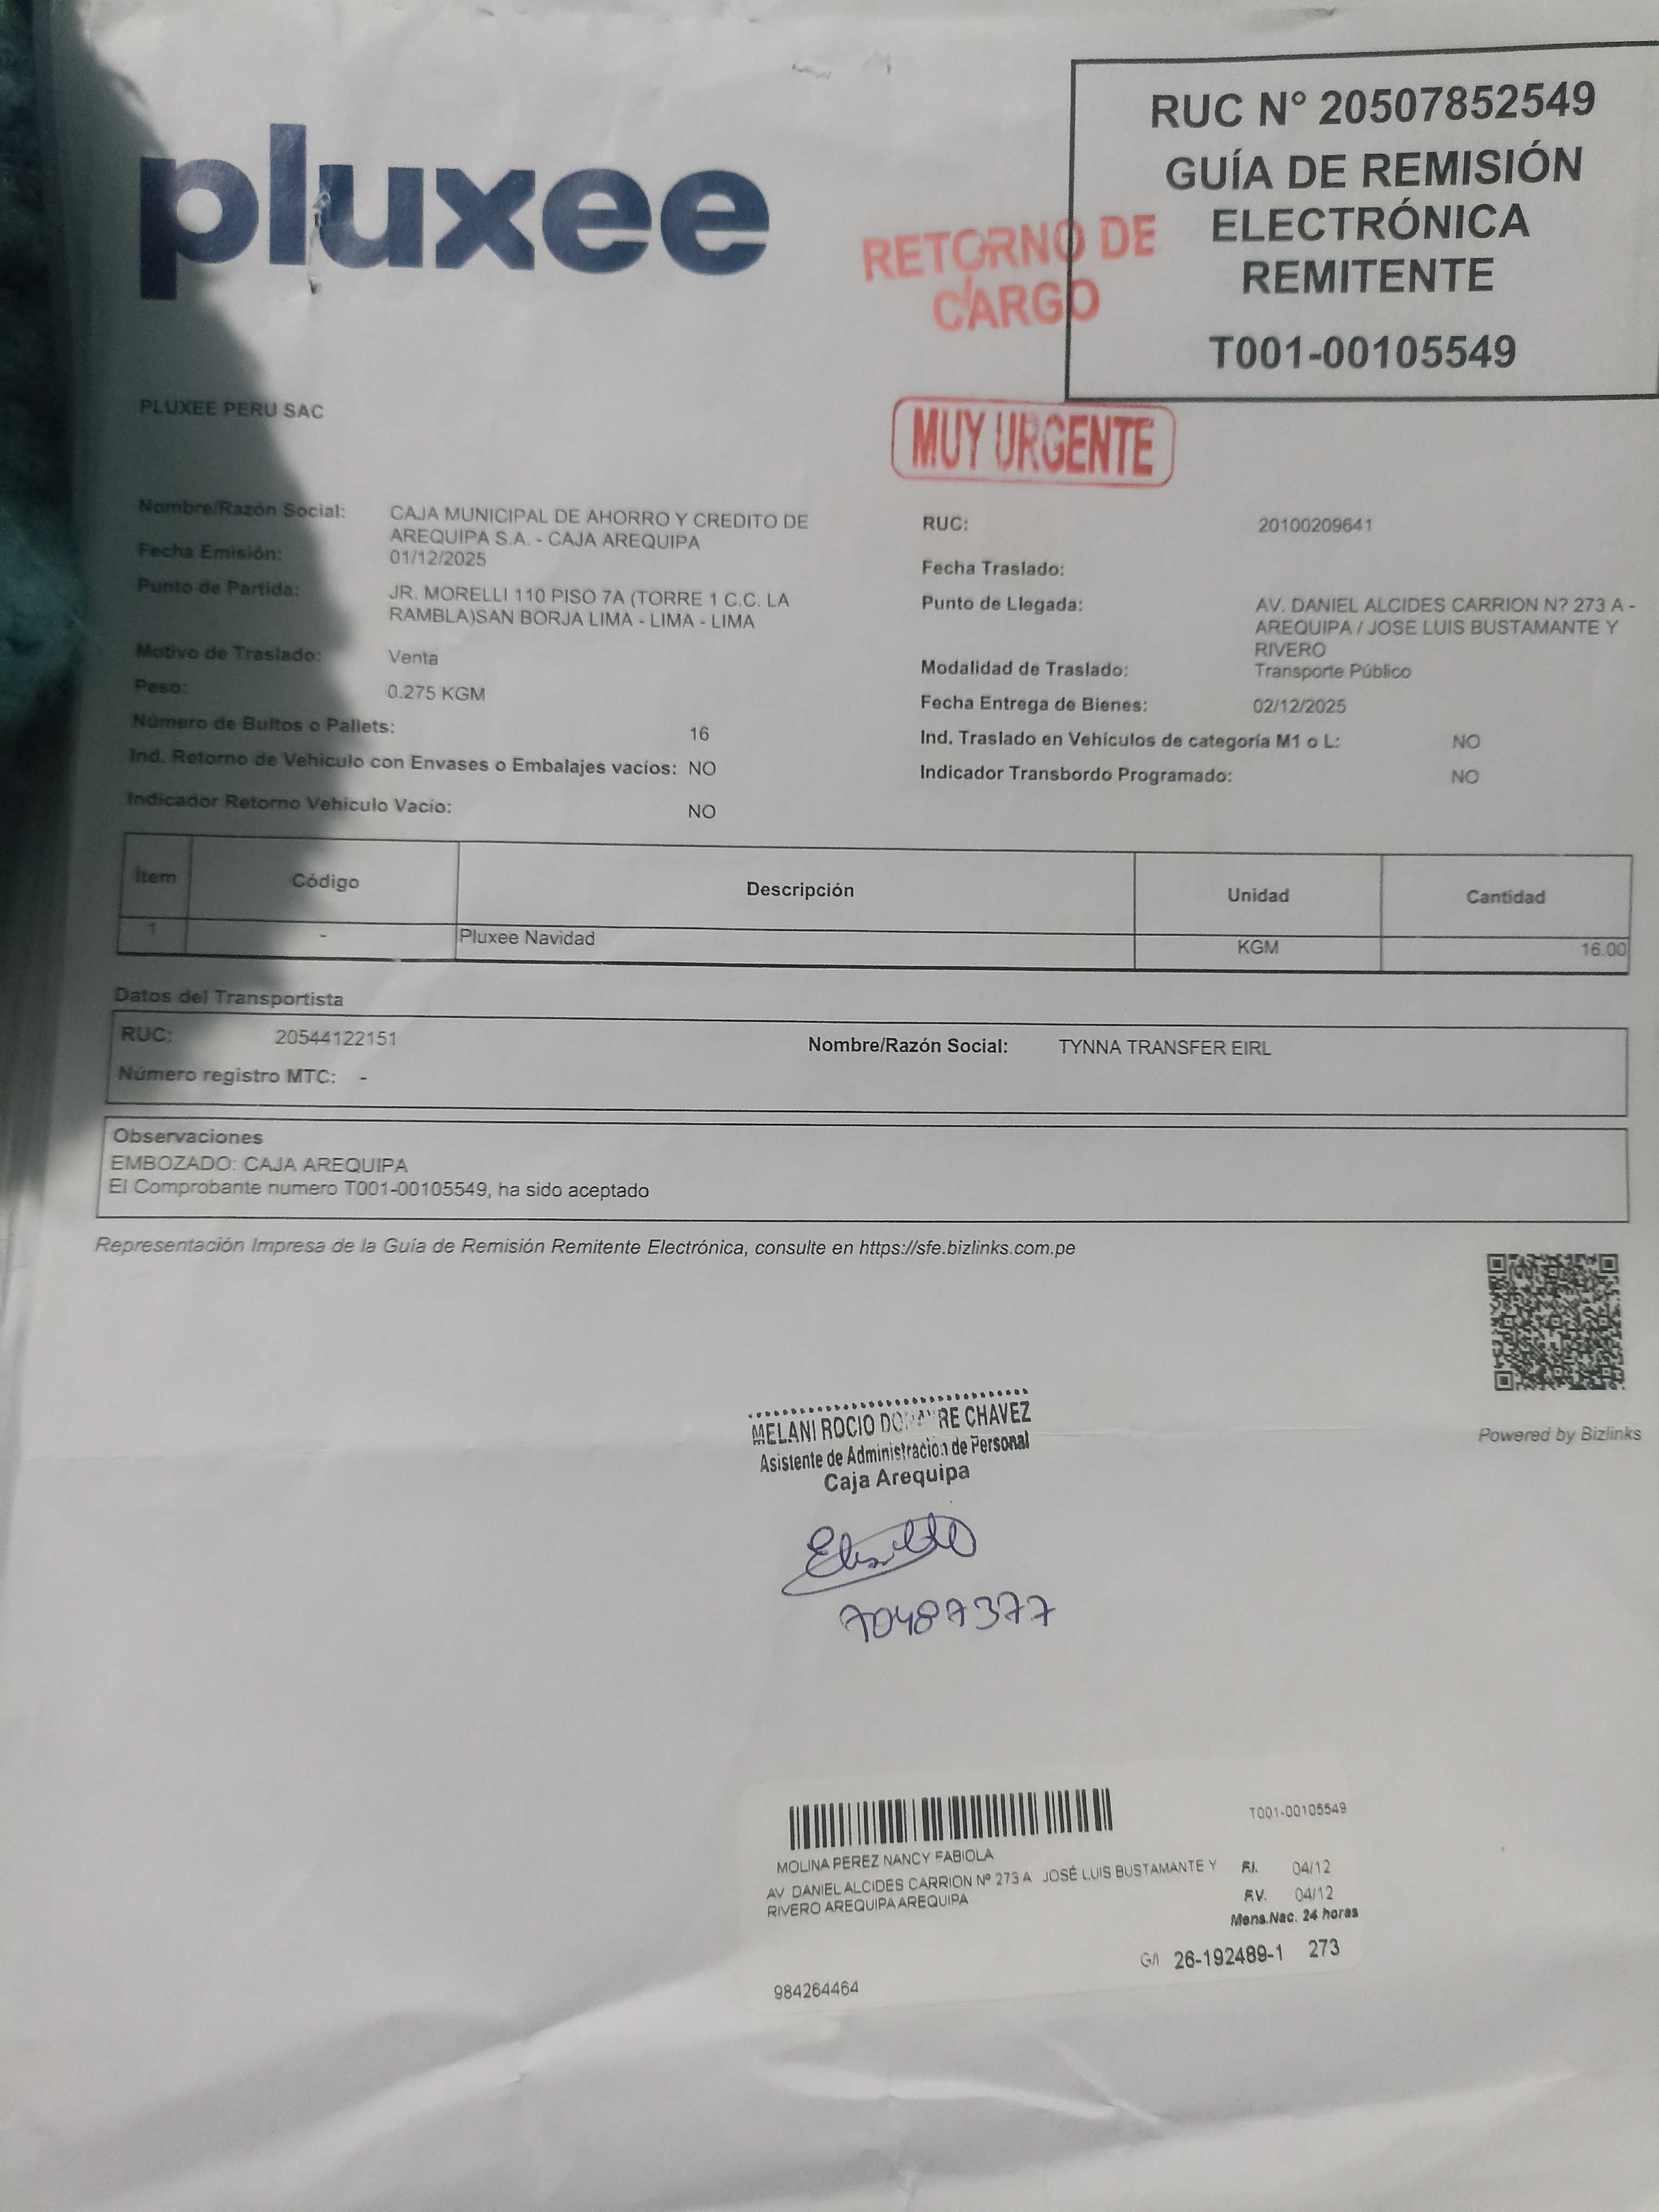 pluxee
RUC N° 20507852549
GUÍA DE REMISIÓN
ELECTRÓNICA
REMITENTE
T001-00105549
RETORNO DE
CARGO
MUY URGENTE
PLUXEE PERU SAC
Nombre/Razón Social: CAJA MUNICIPAL DE AHORRO Y CREDITO DE
AREQUIPA S.A. - CAJA AREQUIPA
Fecha Emisión: 01/12/2025
Punto de Partida: JR. MORELLI 110 PISO 7A (TORRE 1 C.C. LA
RAMBLA)SAN BORJA LIMA - LIMA - LIMA
Motivo de Traslado: Venta
Peso: 0.275 KGM
Número de Bultos o Pallets: 16
Ind. Retorno de Vehículo con Envases o Embalajes vacíos: NO
Indicador Retorno Vehículo Vacío: NO
RUC: 20100209641
Fecha Traslado:
Punto de Llegada: AV. DANIEL ALCIDES CARRION N? 273 A -
AREQUIPA / JOSE LUIS BUSTAMANTE Y
RIVERO
Modalidad de Traslado: Transporte Público
Fecha Entrega de Bienes: 02/12/2025
Ind. Traslado en Vehículos de categoría M1 o L: NO
Indicador Transbordo Programado: NO
Ítem Código Descripción Unidad Cantidad
1 - Pluxee Navidad KGM 16.00
Datos del Transportista
RUC: 20544122151 Nombre/Razón Social: TYNNA TRANSFER EIRL
Número registro MTC: -
Observaciones
EMBOZADO: CAJA AREQUIPA
El Comprobante numero T001-00105549, ha sido aceptado
Representación Impresa de la Guía de Remisión Remitente Electrónica, consulte en https://sfe.bizlinks.com.pe
Powered by Bizlinks
MELANI ROCIO CHAVEZ
Asistente de Administración de Personal
Caja Arequipa
70487377
T001-00105549
MOLINA PEREZ NANCY FABIOLA
AV DANIEL ALCIDES CARRION Nº 273 A JOSÉ LUIS BUSTAMANTE Y
RIVERO AREQUIPA AREQUIPA
F.I. 04/12
F.V. 04/12
Mens.Nac. 24 horas
G/I 26-192489-1 273
984264464